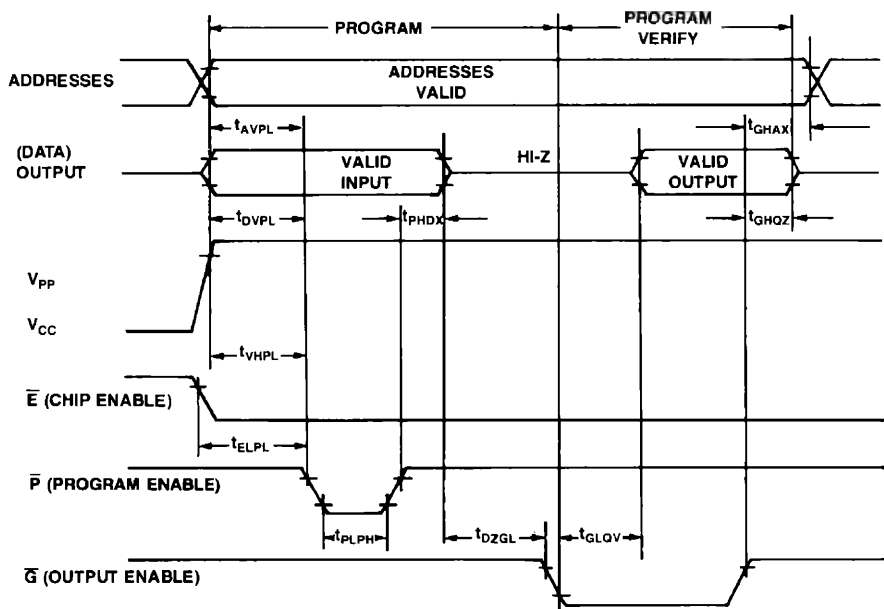 PROGRAM
PROGRAM
VERIFY
ADDRESSES
ADDRESSES
VALID
tAVPL
tGHAX
(DATA)
OUTPUT
VALID
INPUT
HI-Z
VALID
OUTPUT
tDVPL
tPHDX
tGHQZ
VPP
VCC
tVHPL
E̅ (CHIP ENABLE)
tELPL
P̅ (PROGRAM ENABLE)
tPLPH
tDZGL
tGLQV
G̅ (OUTPUT ENABLE)